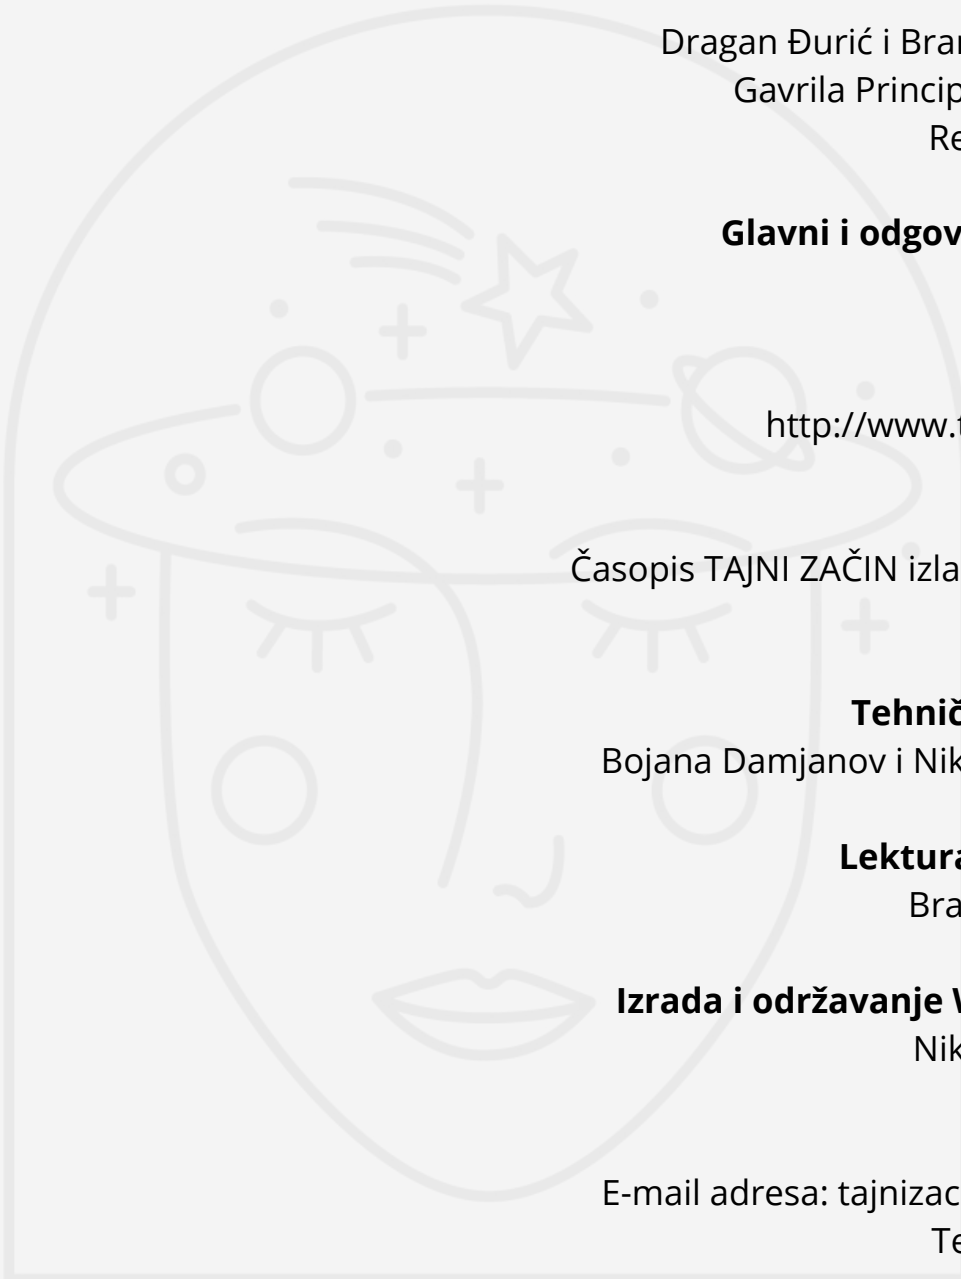 Dragan Đurić i Bra
Gavrila Princip
Re
Glavni i odgov
http://www.t
Časopis TAJNI ZAČIN izla
Tehnič
Bojana Damjanov i Nik
Lektura
Bra
Izrada i održavanje
Nik
E-mail adresa: tajnizac
Te